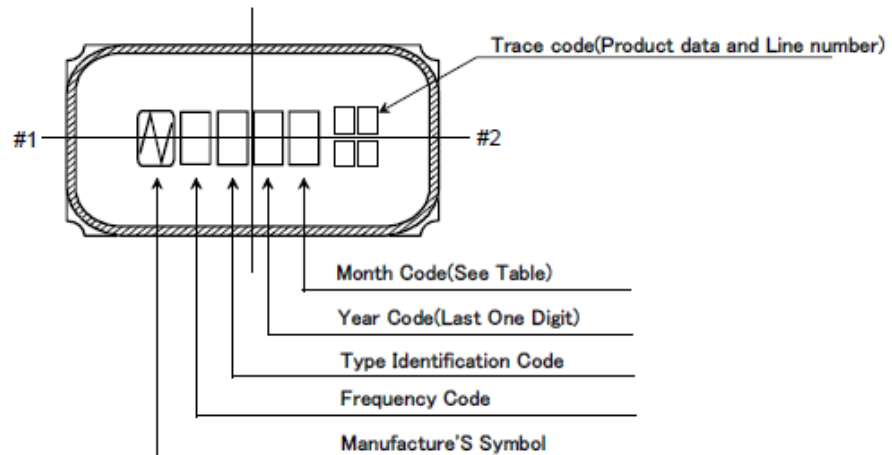 Trace code(Product data and Line number)
#1
#2
Month Code(See Table)
Year Code(Last One Digit)
Type Identification Code
Frequency Code
Manufacture'S Symbol